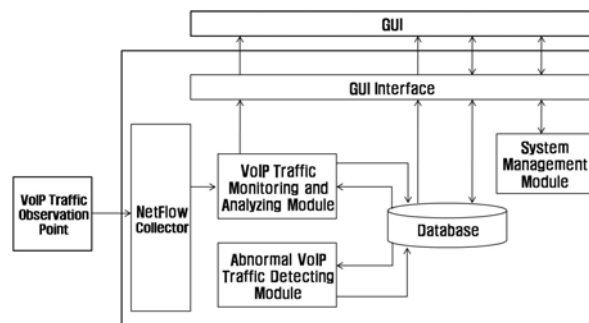 GUI
GUI Interface
System
Management
Module
VoIP Traffic
Monitoring and
Analyzing Module
NetFlow
Collector
VoIP Traffic
Observation
Point
Database
Abnormal VoIP
Traffic Detecting
Module